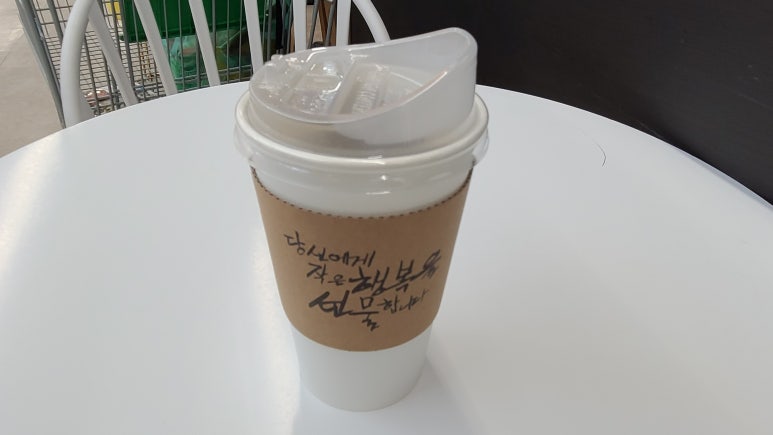 당신에게
작은 행복을
선물합니다